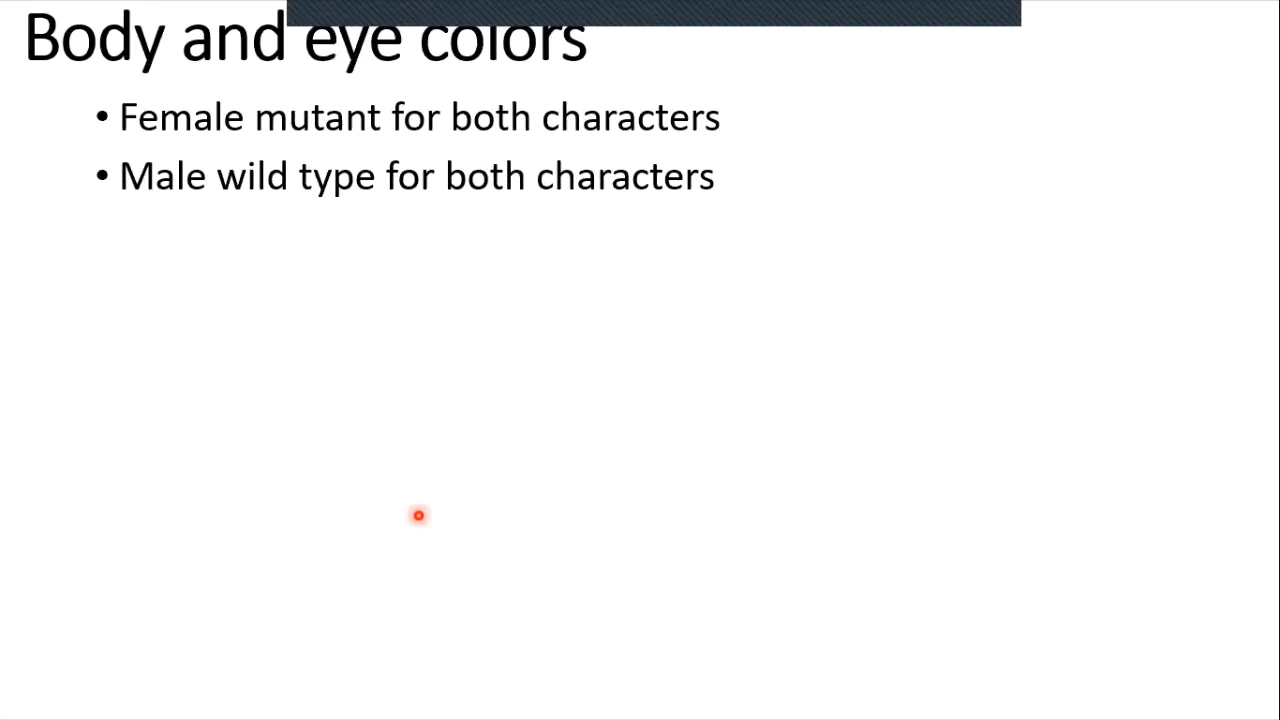 Body and eye colors
• Female mutant for both characters
• Male wild type for both characters